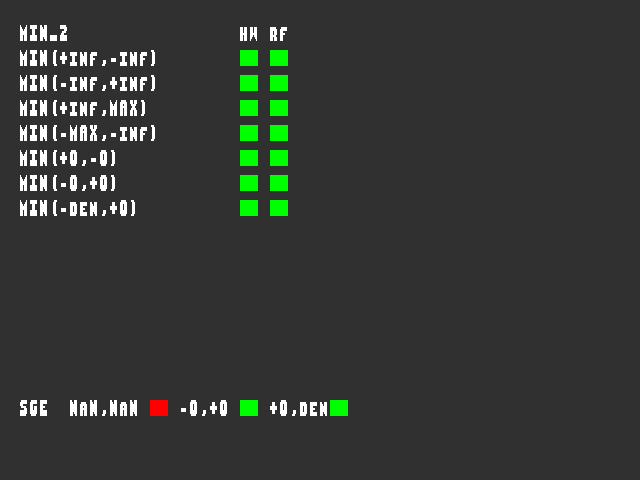 MIN_2 HW RF
MIN(+INF,-INF)
MIN(-INF,+INF)
MIN(+INF,MAX)
MIN(-MAX,-INF)
MIN(+0,-0)
MIN(-0,+0)
MIN(-DEN,+0)
SGE NAN,NAN -0,+0 +0,DEN